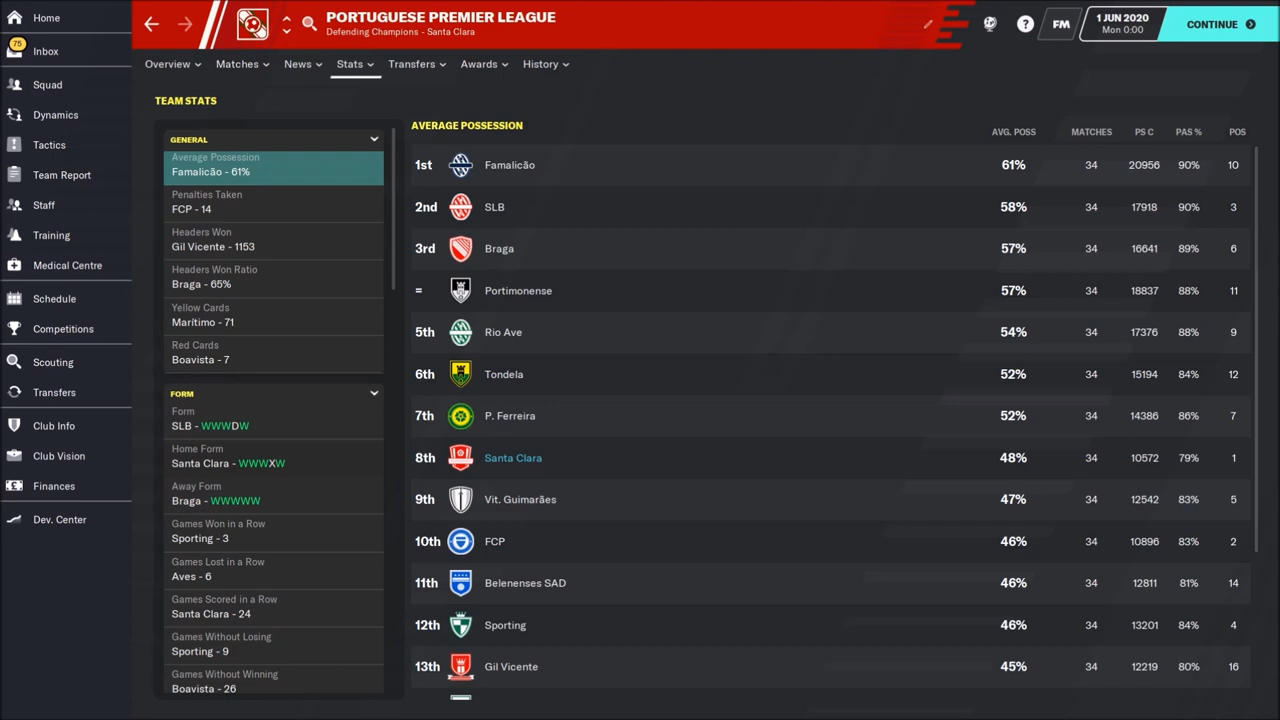 PORTUGUESE PREMIER LEAGUE
Defending Champions - Santa Clara
FM
1 JUN 2020
Mon 0:00
CONTINUE
Home
75
Inbox
Squad
Dynamics
Tactics
Team Report
Staff
Training
Medical Centre
Schedule
Competitions
Scouting
Transfers
Club Info
Club Vision
Finances
Dev. Center
Overview
Matches
News
Stats
Transfers
Awards
History
TEAM STATS
GENERAL
Average Possession
Famalicão - 61%
Penalties Taken
FCP - 14
Headers Won
Gil Vicente - 1153
Headers Won Ratio
Braga - 65%
Yellow Cards
Marítimo - 71
Red Cards
Boavista - 7
FORM
Form
SLB - WWWDW
Home Form
Santa Clara - WWWXW
Away Form
Braga - WWWWW
Games Won in a Row
Sporting - 3
Games Lost in a Row
Aves - 6
Games Scored in a Row
Santa Clara - 24
Games Without Losing
Sporting - 9
Games Without Winning
Boavista - 26
AVERAGE POSSESSION AVG. POSS MATCHES PS C PAS % POS
1st Famalicão 61% 34 20956 90% 10
2nd SLB 58% 34 17918 90% 3
3rd Braga 57% 34 16641 89% 6
= Portimonense 57% 34 18837 88% 11
5th Rio Ave 54% 34 17376 88% 9
6th Tondela 52% 34 15194 84% 12
7th P. Ferreira 52% 34 14386 86% 7
8th Santa Clara 48% 34 10572 79% 1
9th Vit. Guimarães 47% 34 12542 83% 5
10th FCP 46% 34 10896 83% 2
11th Belenenses SAD 46% 34 12811 81% 14
12th Sporting 46% 34 13201 84% 4
13th Gil Vicente 45% 34 12219 80% 16